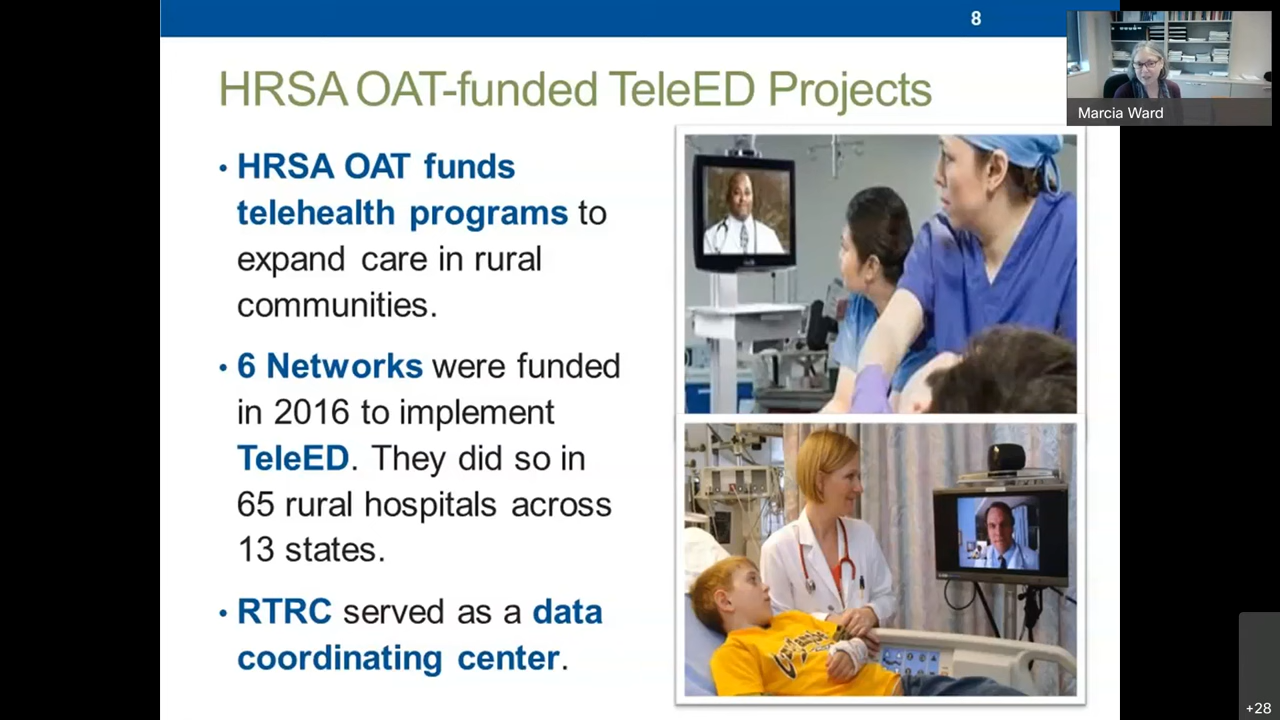 8
Marcia Ward
HRSA OAT-funded TeleED Projects
• HRSA OAT funds
telehealth programs to
expand care in rural
communities.
• 6 Networks were funded
in 2016 to implement
TeleED. They did so in
65 rural hospitals across
13 states.
• RTRC served as a data
coordinating center.
+28